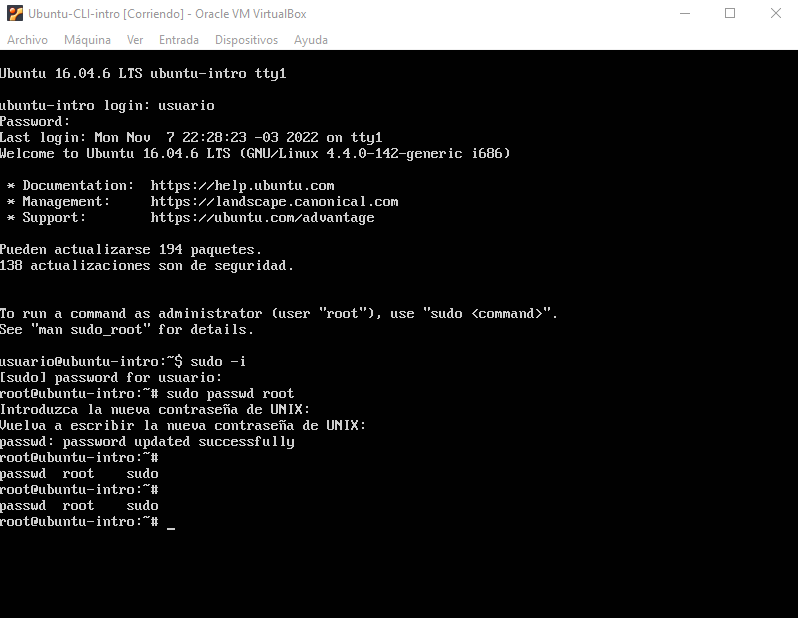 Ubuntu-CLI-intro [Corriendo] - Oracle VM VirtualBox
Archivo Máquina Ver Entrada Dispositivos Ayuda
Ubuntu 16.04.6 LTS ubuntu-intro tty1
ubuntu-intro login: usuario
Password:
Last login: Mon Nov  7 22:28:23 -03 2022 on tty1
Welcome to Ubuntu 16.04.6 LTS (GNU/Linux 4.4.0-142-generic i686)
 * Documentation:  https://help.ubuntu.com
 * Management:     https://landscape.canonical.com
 * Support:        https://ubuntu.com/advantage
Pueden actualizarse 194 paquetes.
138 actualizaciones son de seguridad.
To run a command as administrator (user "root"), use "sudo <command>".
See "man sudo_root" for details.
usuario@ubuntu-intro:~$ sudo -i
[sudo] password for usuario:
root@ubuntu-intro:~# sudo passwd root
Introduzca la nueva contraseña de UNIX:
Vuelva a escribir la nueva contraseña de UNIX:
passwd: password updated successfully
root@ubuntu-intro:~#
passwd  root    sudo
root@ubuntu-intro:~#
passwd  root    sudo
root@ubuntu-intro:~# _